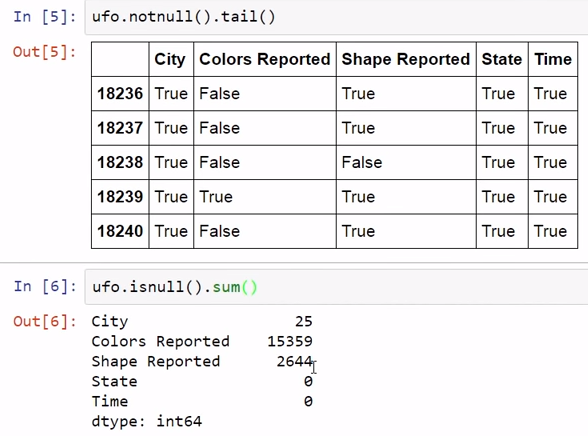 In [5]: ufo.notnull().tail()
Out[5]:
City Colors Reported Shape Reported State Time
18236 True False True True True
18237 True False True True True
18238 True False False True True
18239 True True True True True
18240 True False True True True
In [6]: ufo.isnull().sum()
Out[6]: City 25
Colors Reported 15359
Shape Reported 2644
State 0
Time 0
dtype: int64